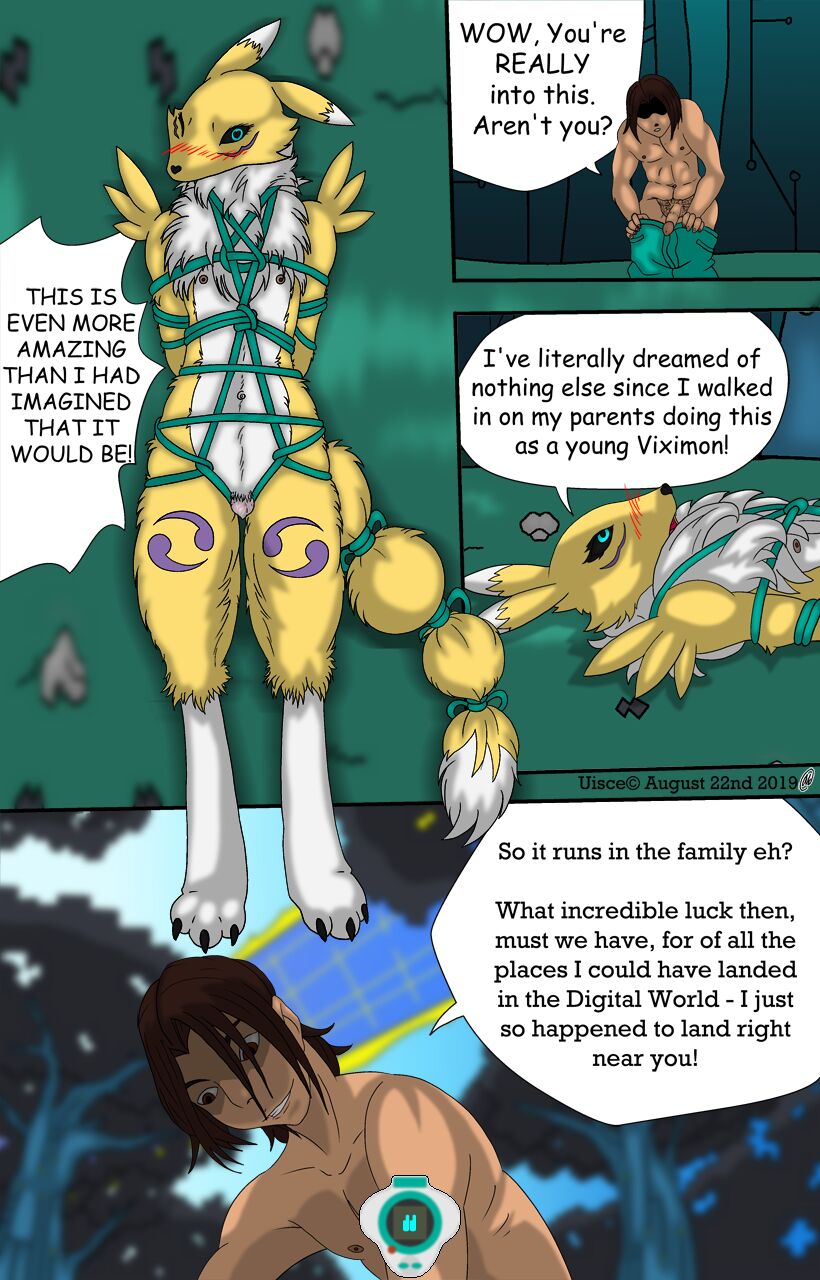 WOW, You're
REALLY
into this.
Aren't you?
THIS IS
EVEN MORE
AMAZING
THAN I HAD
IMAGINED
THAT IT
WOULD BE!
I've literally dreamed of
nothing else since I walked
in on my parents doing this
as a young Viximon!
Uisce© August 22nd 2019
So it runs in the family eh?
What incredible luck then,
must we have, for of all the
places I could have landed
in the Digital World - I just
so happened to land right
near you!